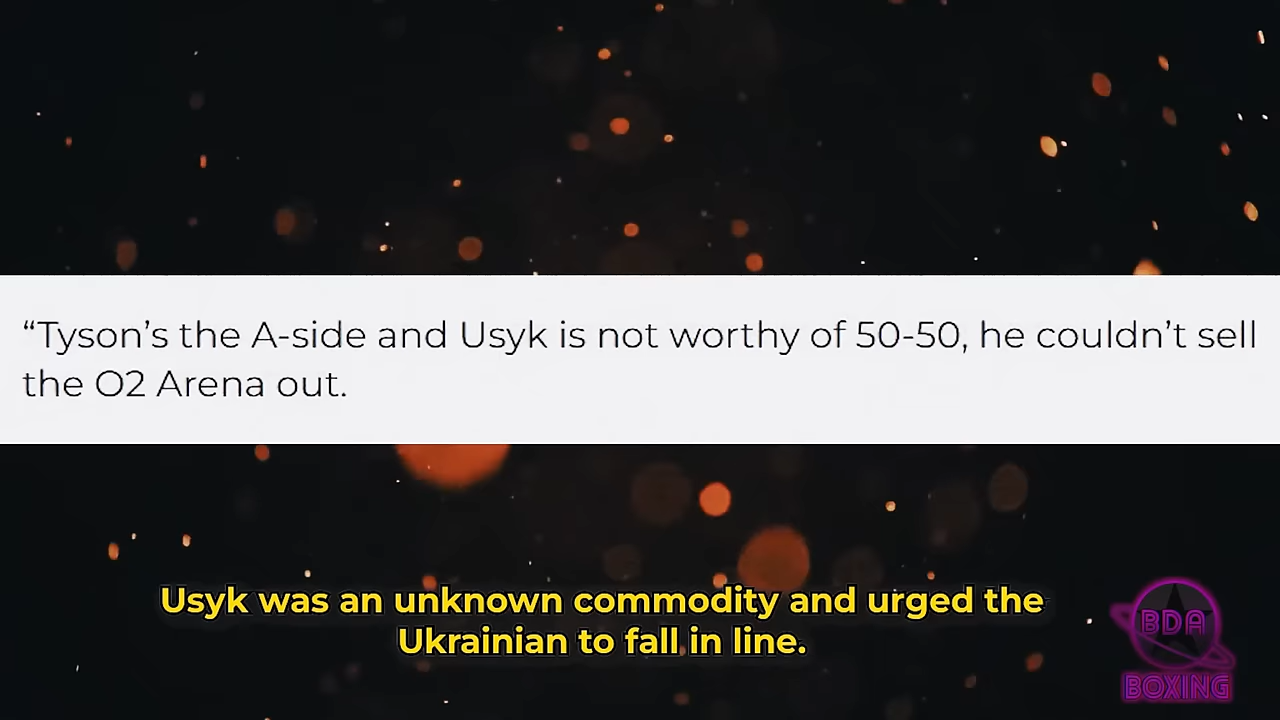 “Tyson’s the A-side and Usyk is not worthy of 50-50, he couldn’t sell
the O2 Arena out.
Usyk was an unknown commodity and urged the
Ukrainian to fall in line.
BDA
BOXING